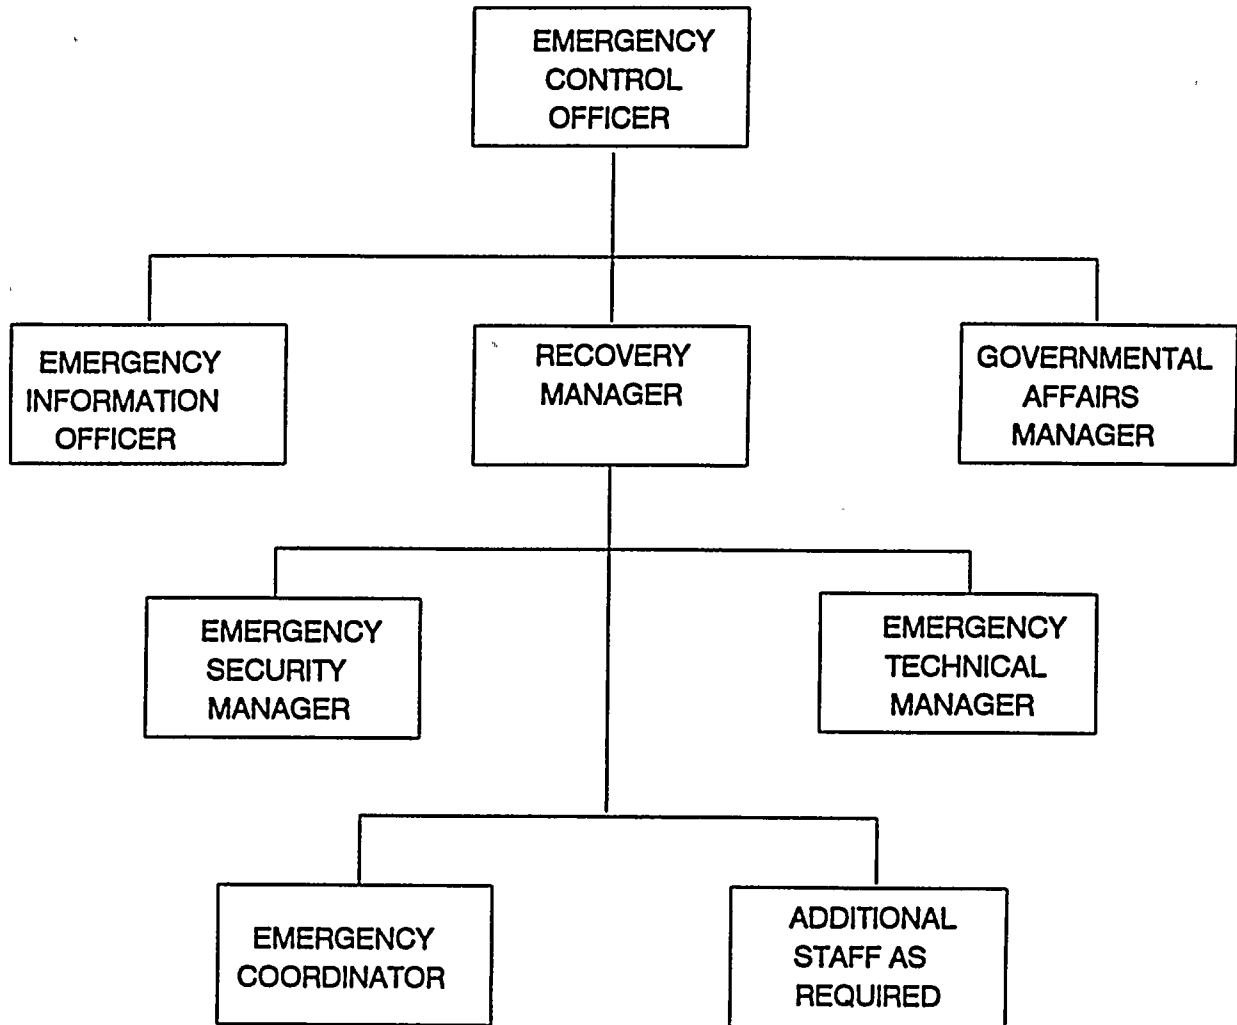 EMERGENCY
CONTROL
OFFICER
EMERGENCY
INFORMATION
OFFICER
RECOVERY
MANAGER
GOVERNMENTAL
AFFAIRS
MANAGER
EMERGENCY
SECURITY
MANAGER
EMERGENCY
TECHNICAL
MANAGER
EMERGENCY
COORDINATOR
ADDITIONAL
STAFF AS
REQUIRED